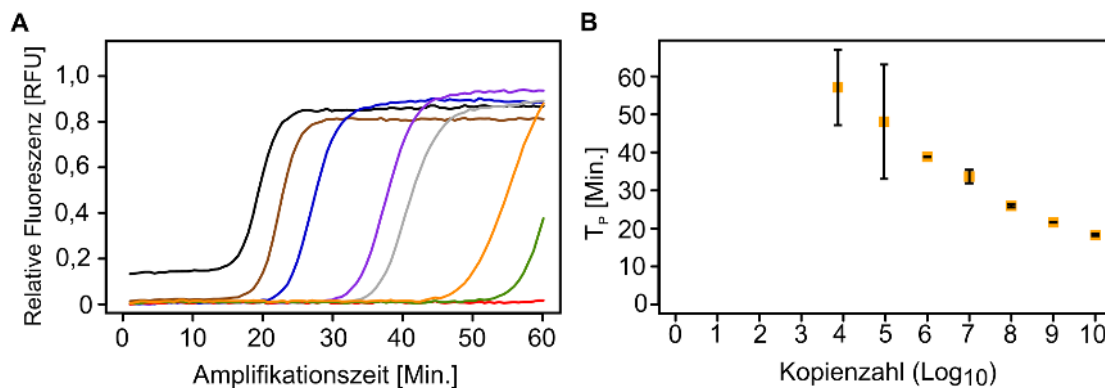 A
Relative Fluoreszenz [RFU]
1,0
0,8
0,6
0,4
0,2
0
0 10 20 30 40 50 60
Amplifikationszeit [Min.]
B
T_P [Min.]
60
50
40
30
20
10
0
0 1 2 3 4 5 6 7 8 9 10
Kopienzahl (Log10)